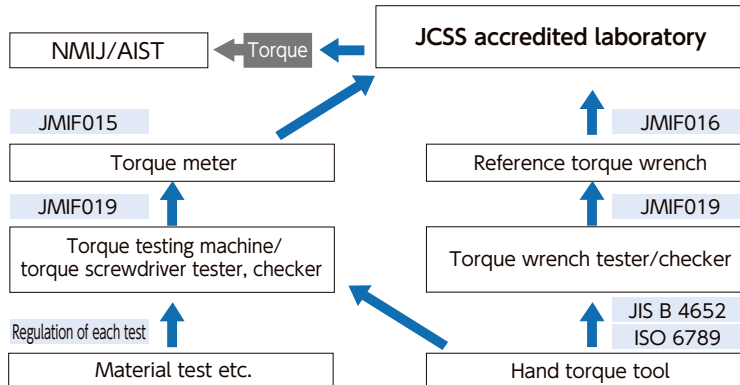 NMIJ/AIST
Torque
JCSS accredited laboratory
JMIF015
JMIF016
Torque meter
Reference torque wrench
JMIF019
JMIF019
Torque testing machine/
torque screwdriver tester, checker
Torque wrench tester/checker
Regulation of each test
JIS B 4652
ISO 6789
Material test etc.
Hand torque tool